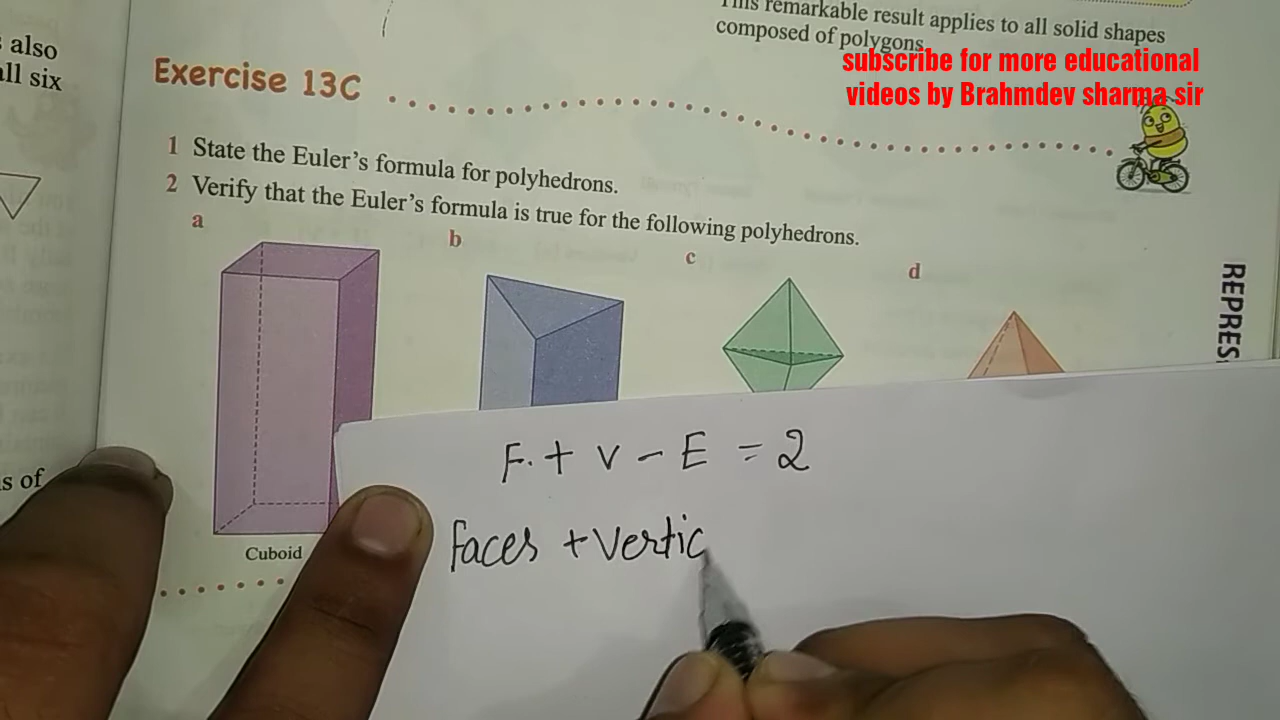 also
all six
This remarkable result applies to all solid shapes
composed of polygons
subscribe for more educational
videos by Brahmdev sharma sir
Exercise 13C
1 State the Euler's formula for polyhedrons.
2 Verify that the Euler's formula is true for the following polyhedrons.
a
b
c
d
Cuboid
s of
F.+ V - E = 2
Faces + Vertic